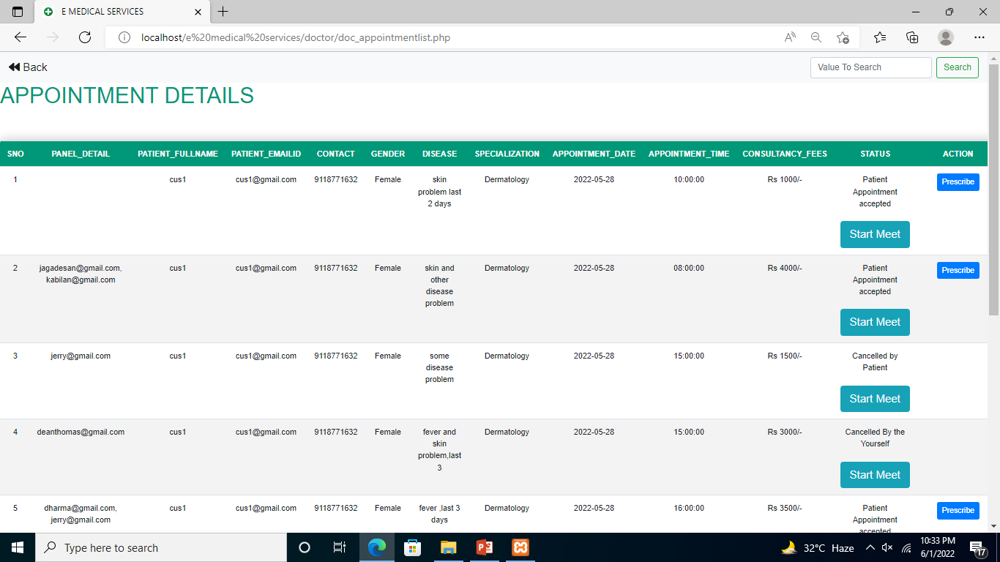 E MEDICAL SERVICES
localhost/e%20medical%20services/doctor/doc_appointmentlist.php
Back
Value To Search
Search
APPOINTMENT DETAILS
SNO PANEL_DETAIL PATIENT_FULLNAME PATIENT_EMAILID CONTACT GENDER DISEASE SPECIALIZATION APPOINTMENT_DATE APPOINTMENT_TIME CONSULTANCY_FEES STATUS ACTION
1 cus1 cus1@gmail.com 9118771632 Female skin Dermatology 2022-05-28 10:00:00 Rs 1000/- Patient Prescribe
problem last Appointment
2 days accepted
Start Meet
2 jagadesan@gmail.com, cus1 cus1@gmail.com 9118771632 Female skin and Dermatology 2022-05-28 08:00:00 Rs 4000/- Patient Prescribe
kabilan@gmail.com other Appointment
disease accepted
problem
Start Meet
3 jerry@gmail.com cus1 cus1@gmail.com 9118771632 Female some Dermatology 2022-05-28 15:00:00 Rs 1500/- Cancelled by
disease Patient
problem
Start Meet
4 deanthomas@gmail.com cus1 cus1@gmail.com 9118771632 Female fever and Dermatology 2022-05-28 15:00:00 Rs 3000/- Cancelled By the
skin Yourself
problem,last
3
Start Meet
5 dharma@gmail.com, cus1 cus1@gmail.com 9118771632 Female fever ,last 3 Dermatology 2022-05-28 16:00:00 Rs 3500/- Patient Prescribe
jerry@gmail.com days Appointment
accepted
Type here to search
32°C Haze
10:33 PM
6/1/2022
17